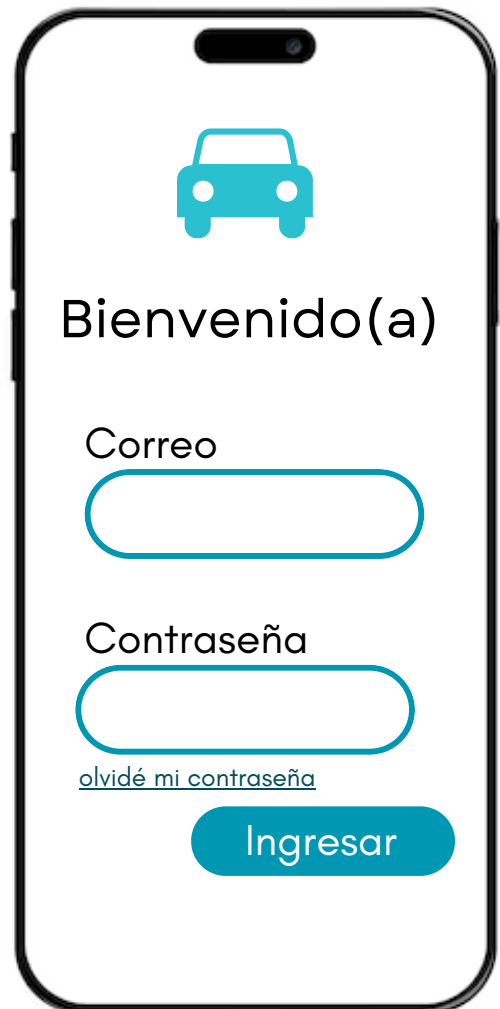 Bienvenido(a)
Correo
Contraseña
olvidé mi contraseña
Ingresar